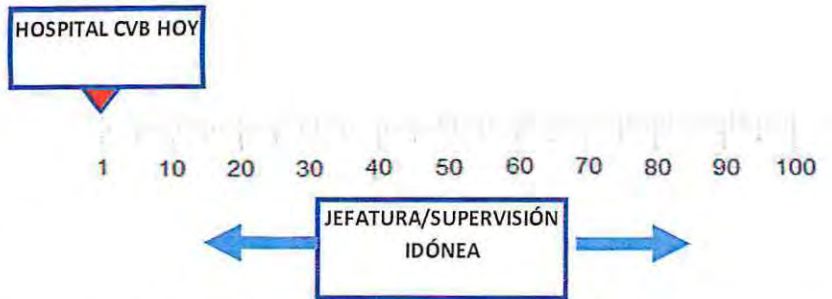 HOSPITAL CVB HOY
1 10 20 30 40 50 60 70 80 90 100
JEFATURA/SUPERVISIÓN
IDÓNEA